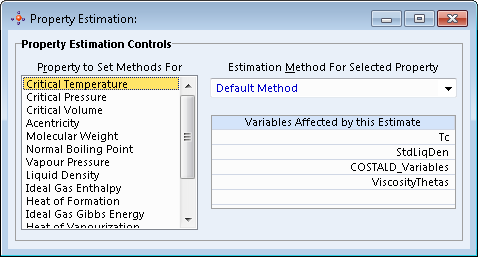 Property Estimation:
Property Estimation Controls
Property to Set Methods For
Critical Temperature
Critical Pressure
Critical Volume
Acentricity
Molecular Weight
Normal Boiling Point
Vapour Pressure
Liquid Density
Ideal Gas Enthalpy
Heat of Formation
Ideal Gas Gibbs Energy
Heat of Vapourization
Estimation Method For Selected Property
Default Method
Variables Affected by this Estimate
Tc
StdLiqDen
COSTALD_Variables
ViscosityThetas